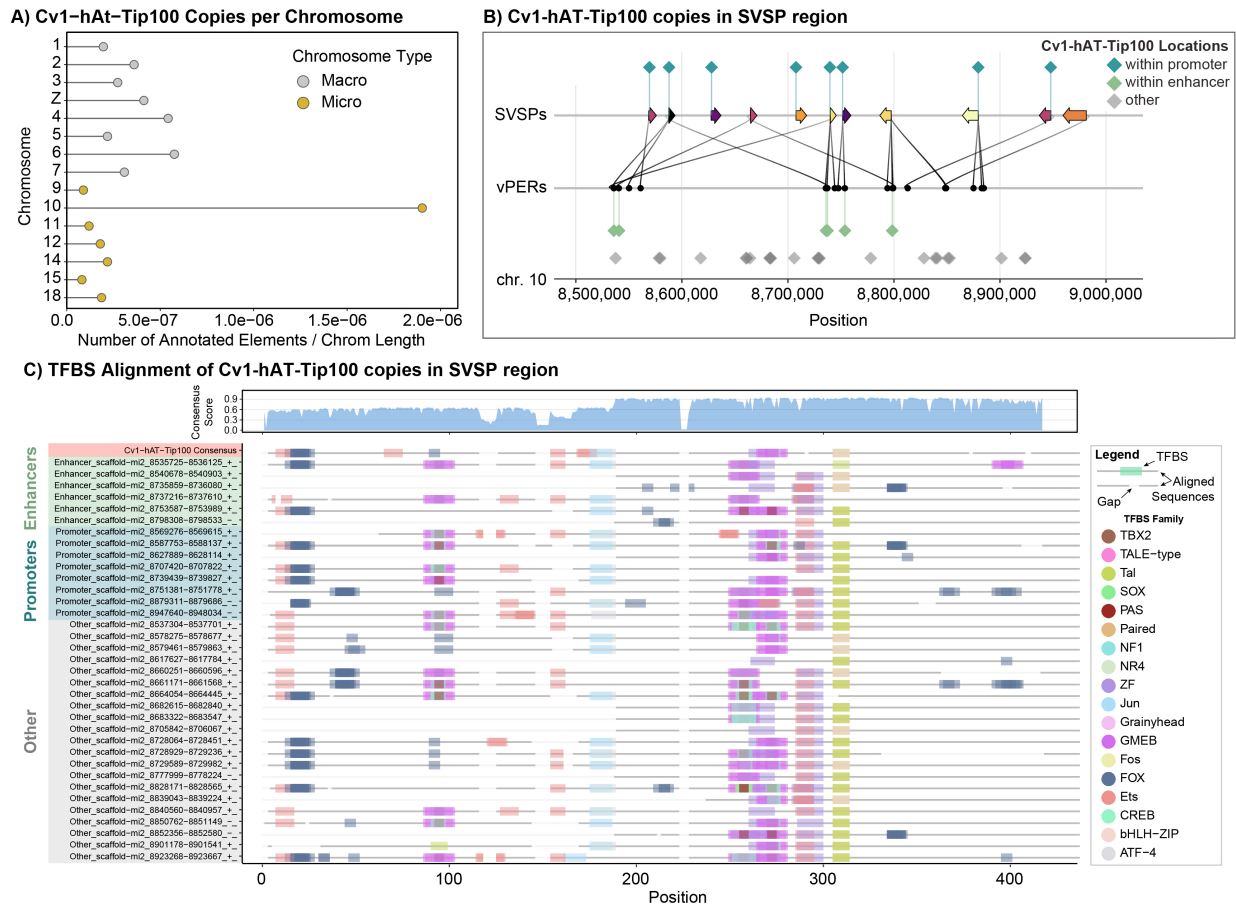 A) Cv1−hAt−Tip100 Copies per Chromosome
Chromosome
1
2
3
Z
4
5
6
7
9
10
11
12
14
15
18
Chromosome Type
Macro
Micro
0.0
5.0e−07
1.0e−06
1.5e−06
2.0e−06
Number of Annotated Elements / Chrom Length
B) Cv1-hAT-Tip100 copies in SVSP region
Cv1-hAT-Tip100 Locations
within promoter
within enhancer
other
SVSPs
vPERs
chr. 10
8,500,000
8,600,000
8,700,000
8,800,000
8,900,000
9,000,000
Position
C) TFBS Alignment of Cv1-hAT-Tip100 copies in SVSP region
Consensus
Score
0.9
0.6
0.3
0.0
Enhancers
Promoters
Other
Cv1−hAT−Tip100 Consensus
Enhancer_scaffold−mi2_8535725−8536125_+_
Enhancer_scaffold−mi2_8540678−8540903_+_
Enhancer_scaffold−mi2_8735859−8736080_+_
Enhancer_scaffold−mi2_8737216−8737610_+_
Enhancer_scaffold−mi2_8753587−8753989_+_
Enhancer_scaffold−mi2_8798308−8798533_−_
Promoter_scaffold−mi2_8569276−8569615_+_
Promoter_scaffold−mi2_8587753−8588137_+_
Promoter_scaffold−mi2_8627889−8628114_−_
Promoter_scaffold−mi2_8707420−8707822_+_
Promoter_scaffold−mi2_8739439−8739827_+_
Promoter_scaffold−mi2_8751381−8751778_+_
Promoter_scaffold−mi2_8879311−8879686_−_
Promoter_scaffold−mi2_8947640−8948034_−_
Other_scaffold−mi2_8537304−8537701_+_
Other_scaffold−mi2_8578275−8578677_+_
Other_scaffold−mi2_8579461−8579863_+_
Other_scaffold−mi2_8617627−8617784_+_
Other_scaffold−mi2_8660251−8660596_+_
Other_scaffold−mi2_8661171−8661568_+_
Other_scaffold−mi2_8664054−8664445_+_
Other_scaffold−mi2_8682615−8682840_+_
Other_scaffold−mi2_8683322−8683547_+_
Other_scaffold−mi2_8705842−8706067_+_
Other_scaffold−mi2_8728064−8728451_+_
Other_scaffold−mi2_8728929−8729236_+_
Other_scaffold−mi2_8729589−8729982_+_
Other_scaffold−mi2_8777999−8778224_−_
Other_scaffold−mi2_8828171−8828565_+_
Other_scaffold−mi2_8839043−8839224_+_
Other_scaffold−mi2_8840560−8840957_+_
Other_scaffold−mi2_8850762−8851149_−_
Other_scaffold−mi2_8852356−8852580_−_
Other_scaffold−mi2_8901178−8901541_+_
Other_scaffold−mi2_8923268−8923667_+_
0
100
200
300
400
Position
Legend
TFBS
Aligned
Sequences
Gap
TFBS Family
TBX2
TALE−type
Tal
SOX
PAS
Paired
NF1
NR4
ZF
Jun
Grainyhead
GMEB
Fos
FOX
Ets
CREB
bHLH−ZIP
ATF−4